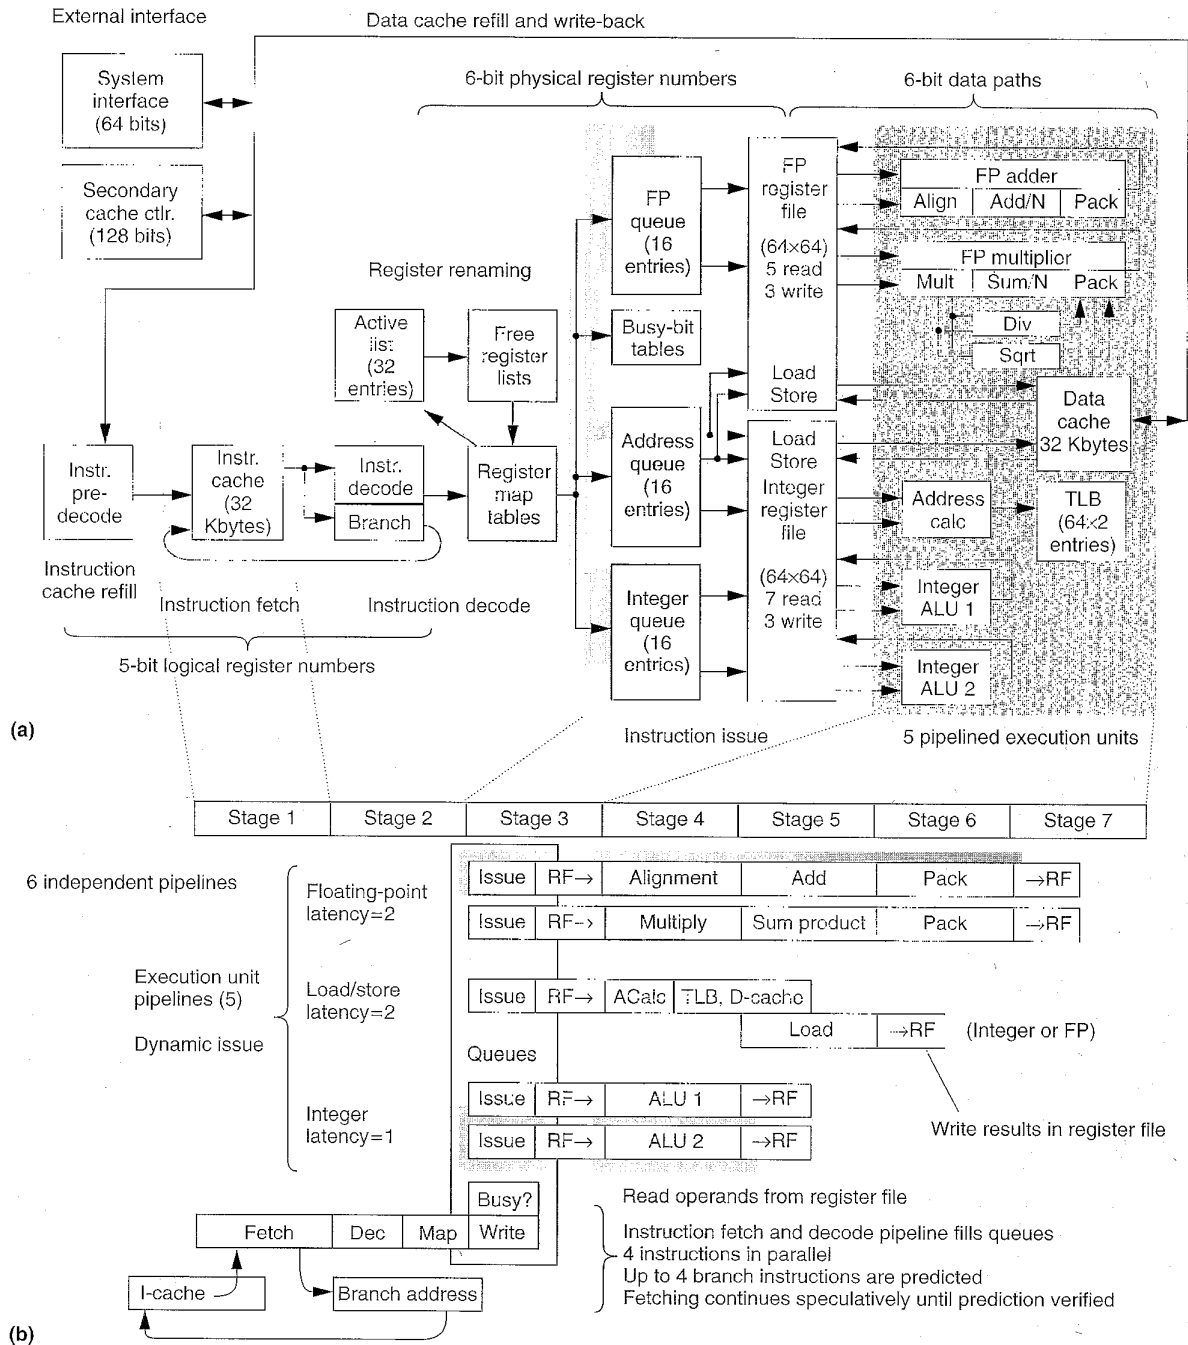 External interface
Data cache refill and write-back
System
interface
(64 bits)
Secondary
cache ctlr.
(128 bits)
6-bit physical register numbers
6-bit data paths
Register renaming
Active
list
(32
entries)
Free
register
lists
FP
queue
(16
entries)
Busy-bit
tables
Address
queue
(16
entries)
Integer
queue
(16
entries)
FP
register
file
(64×64)
5 read
3 write
Load
Store
Load
Store
Integer
register
file
(64×64)
7 read
3 write
FP adder
Align
Add/N
Pack
FP multiplier
Mult
Sum/N
Pack
Div
Sqrt
Data
cache
32 Kbytes
Address
calc
TLB
(64×2
entries)
Integer
ALU 1
Integer
ALU 2
Instr.
pre-
decode
Instr.
cache
(32
Kbytes)
Instr.
decode
Branch
Register
map
tables
Instruction
cache refill
Instruction fetch
Instruction decode
5-bit logical register numbers
(a)
Instruction issue
5 pipelined execution units
Stage 1
Stage 2
Stage 3
Stage 4
Stage 5
Stage 6
Stage 7
6 independent pipelines
Floating-point
latency=2
Issue
RF→
Alignment
Add
Pack
→RF
Issue
RF→
Multiply
Sum product
Pack
→RF
Execution unit
pipelines (5)
Dynamic issue
Load/store
latency=2
Issue
RF→
ACalc
TLB, D-cache
Load
→RF
(Integer or FP)
Queues
Integer
latency=1
Issue
RF→
ALU 1
→RF
Issue
RF→
ALU 2
→RF
Write results in register file
Busy?
Fetch
Dec
Map
Write
I-cache
Branch address
Read operands from register file
Instruction fetch and decode pipeline fills queues
4 instructions in parallel
Up to 4 branch instructions are predicted
Fetching continues speculatively until prediction verified
(b)